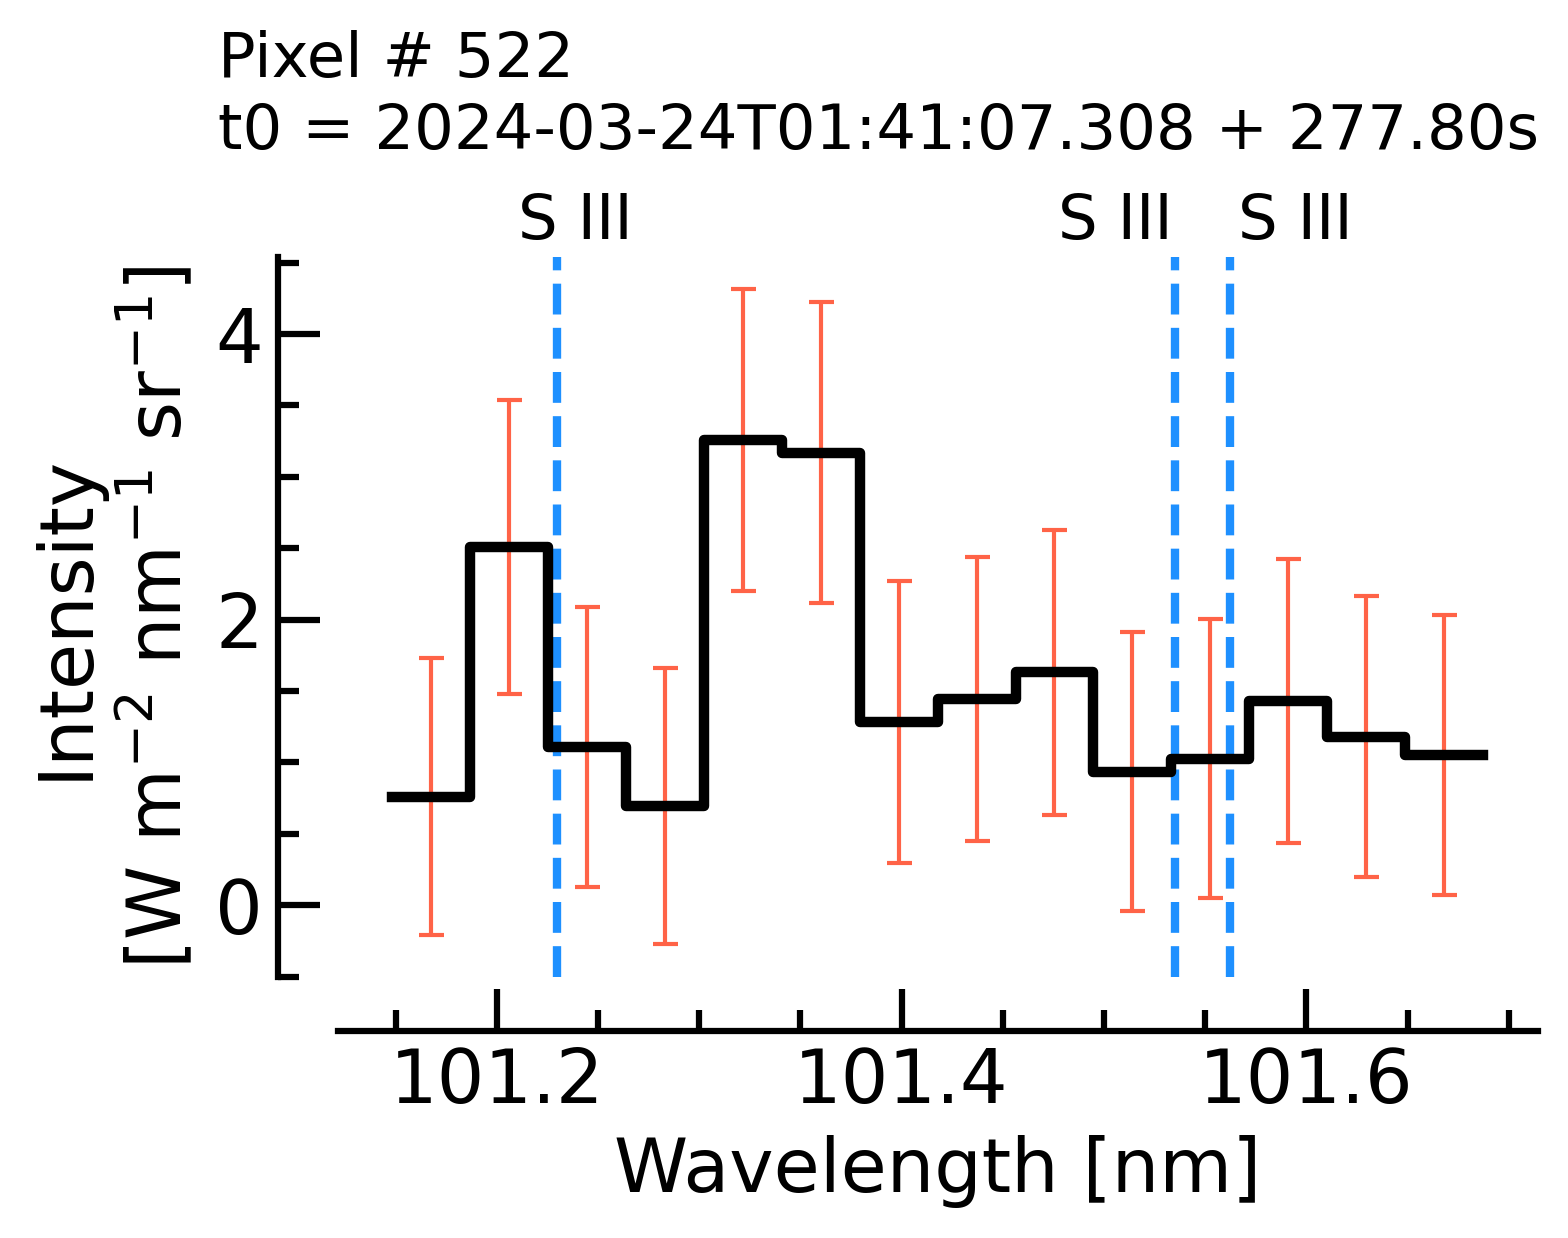 Pixel # 522
t0 = 2024-03-24T01:41:07.308 + 277.80s
S III S III S III
Intensity
[W m⁻² nm⁻¹ sr⁻¹]
4
2
0
101.2 101.4 101.6
Wavelength [nm]